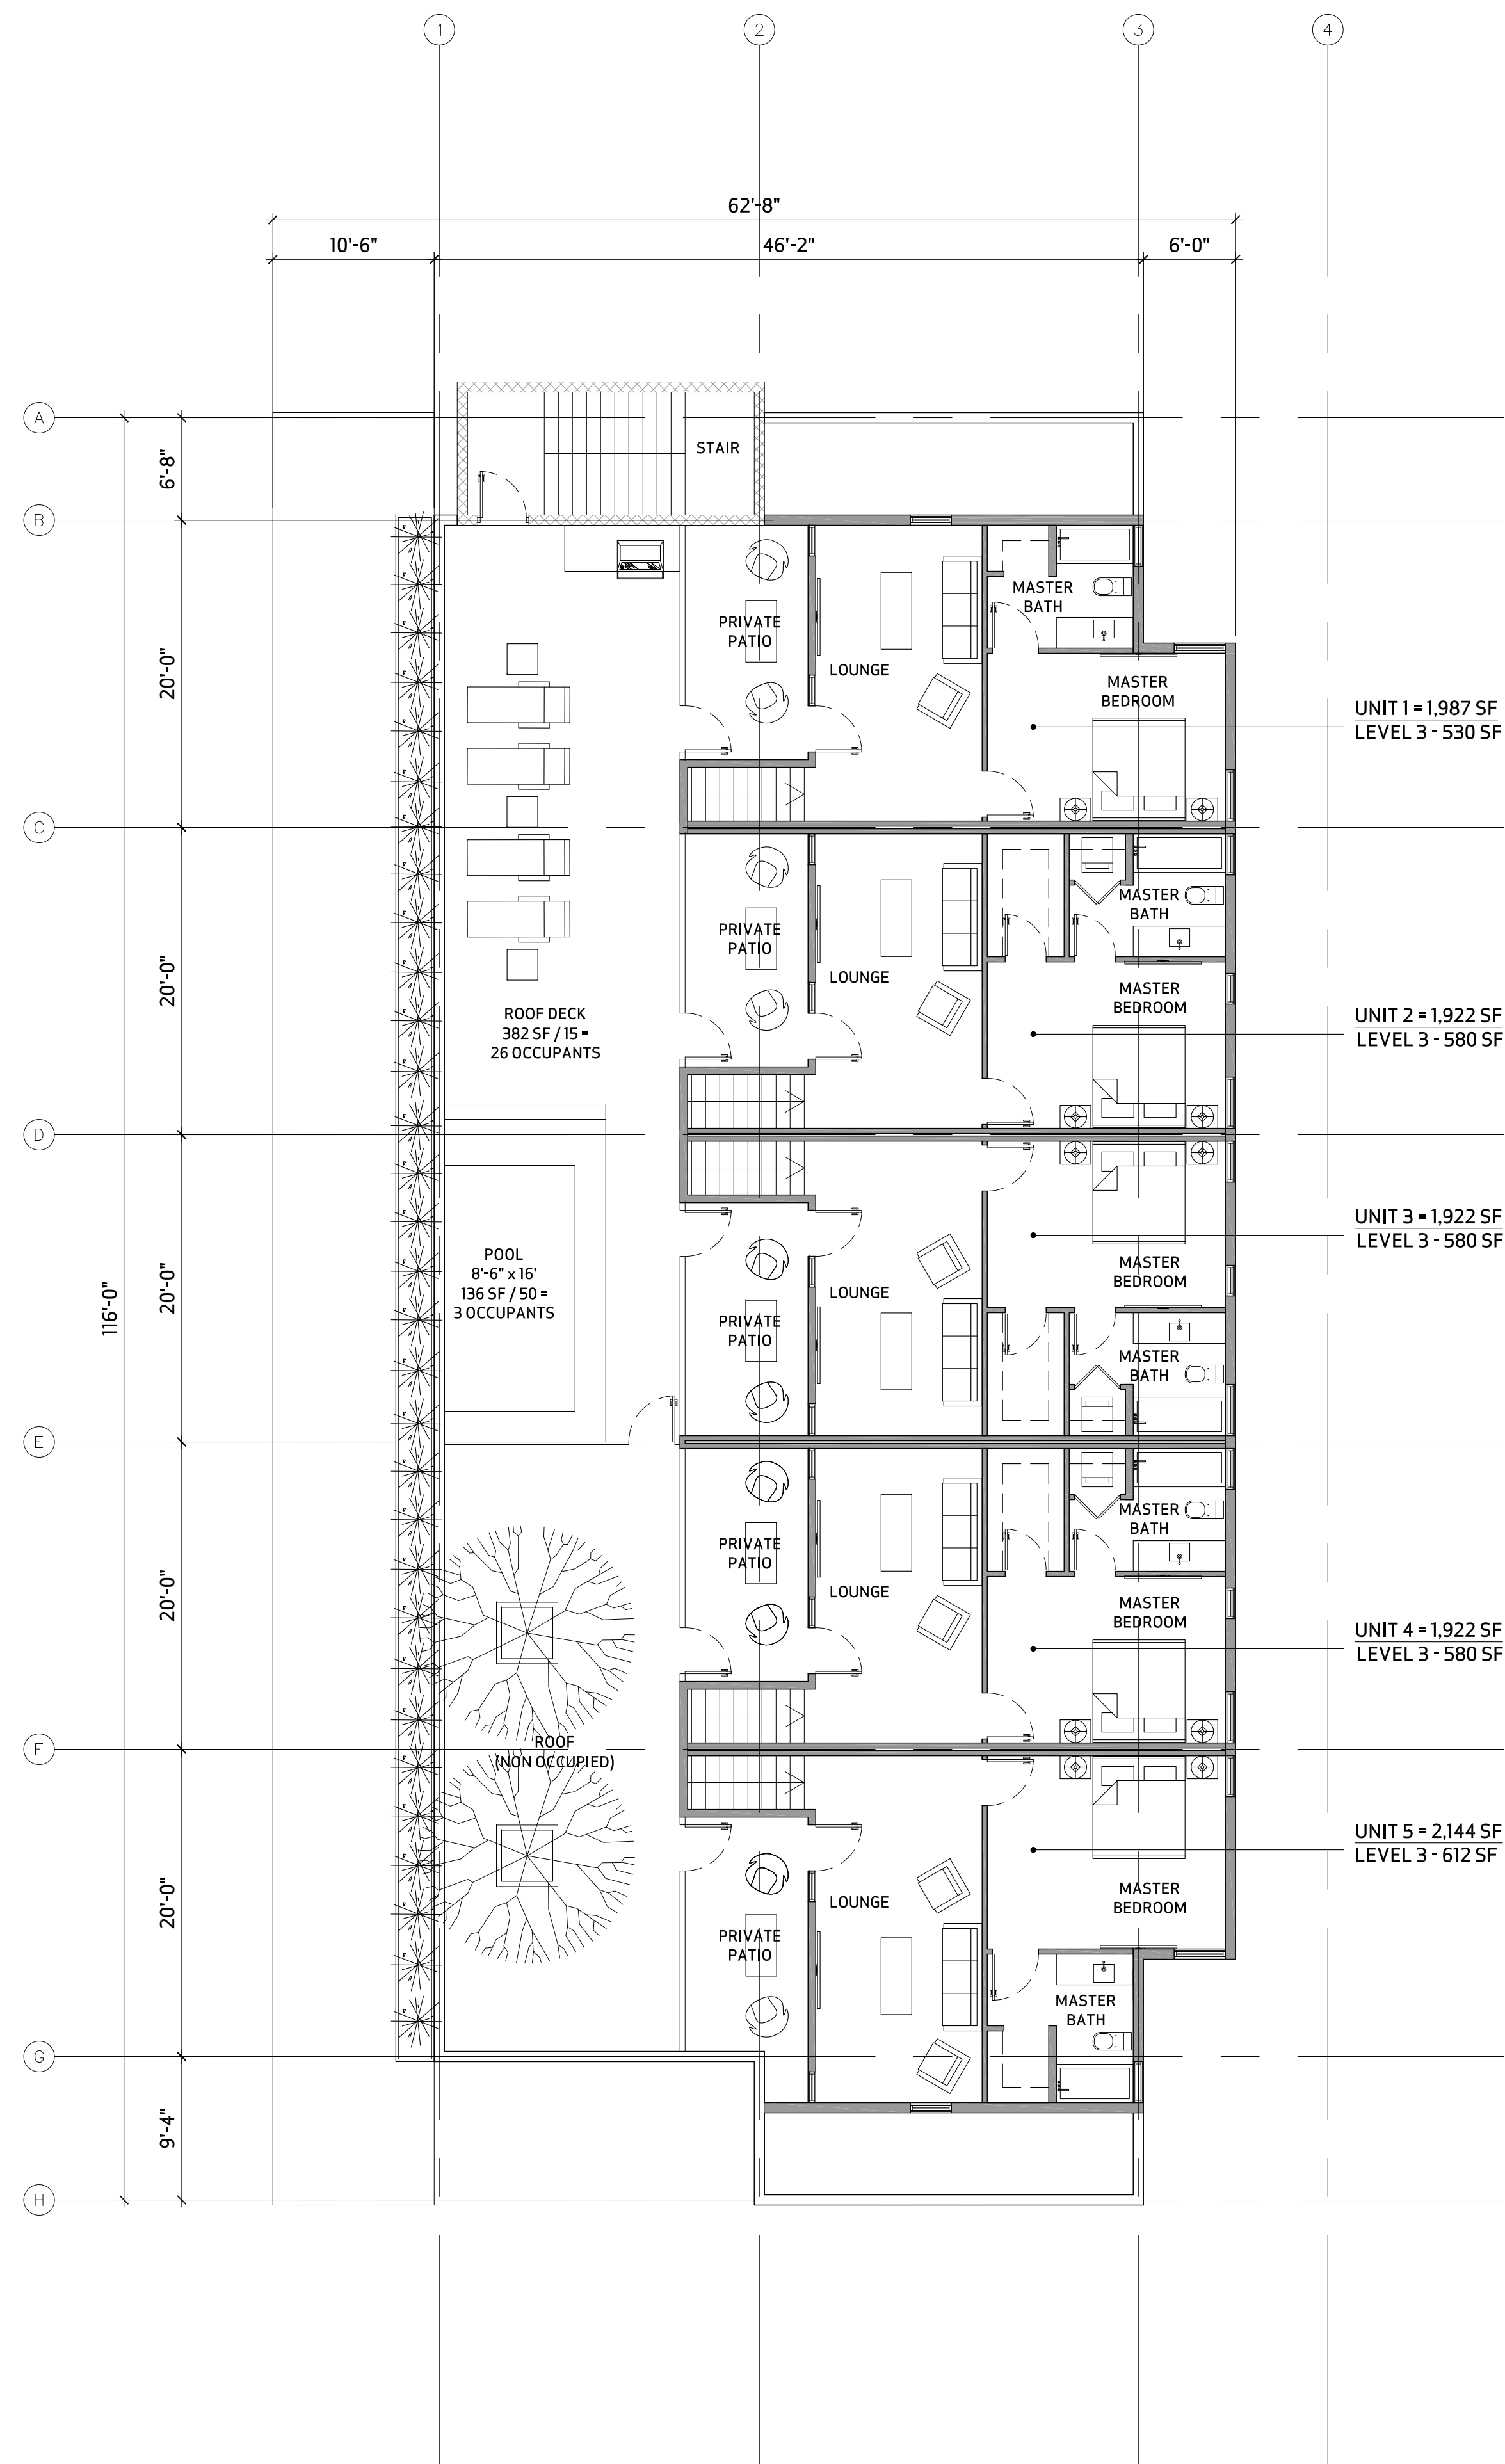 1
2
3
4
62'-8"
10'-6"
46'-2"
6'-0"
A
6'-8"
STAIR
B
20'-0"
PRIVATE
PATIO
LOUNGE
MASTER
BATH
MASTER
BEDROOM
UNIT 1 = 1,987 SF
LEVEL 3 - 530 SF
C
20'-0"
PRIVATE
PATIO
LOUNGE
MASTER
BATH
MASTER
BEDROOM
ROOF DECK
382 SF / 15 =
26 OCCUPANTS
UNIT 2 = 1,922 SF
LEVEL 3 - 580 SF
D
116'-0"
20'-0"
POOL
8'-6" x 16'
136 SF / 50 =
3 OCCUPANTS
PRIVATE
PATIO
LOUNGE
MASTER
BEDROOM
MASTER
BATH
UNIT 3 = 1,922 SF
LEVEL 3 - 580 SF
E
20'-0"
PRIVATE
PATIO
LOUNGE
MASTER
BATH
MASTER
BEDROOM
UNIT 4 = 1,922 SF
LEVEL 3 - 580 SF
F
ROOF
(NON OCCUPIED)
20'-0"
PRIVATE
PATIO
LOUNGE
MASTER
BEDROOM
MASTER
BATH
UNIT 5 = 2,144 SF
LEVEL 3 - 612 SF
G
9'-4"
H